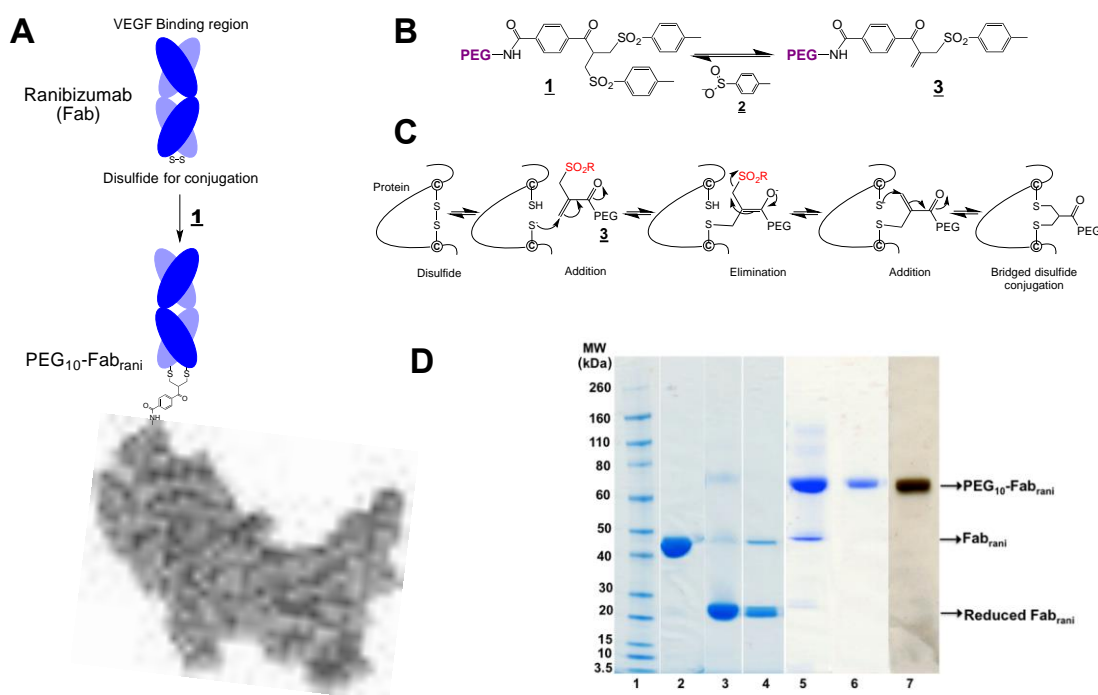 A
VEGF Binding region
Ranibizumab
(Fab)
S-S
Disulfide for conjugation
1
PEG10-Fabrani
S S
O
O
NH
B
PEG NH
O
O
SO2
SO2
1
O
S
-O
2
PEG NH
O
O
SO2
3
C
Protein
C
S
S
C
Disulfide
SO2R
C
SH
O
S-
PEG
C
3
Addition
SO2R
C
SH
O-
S
PEG
C
Elimination
C
S-
O
S
PEG
C
Addition
C
S
O
S
PEG
C
Bridged disulfide
conjugation
D
MW
(kDa)
260
160
110
80
60
50
40
30
20
15
10
3.5
PEG10-Fabrani
Fabrani
Reduced Fabrani
1 2 3 4 5 6 7